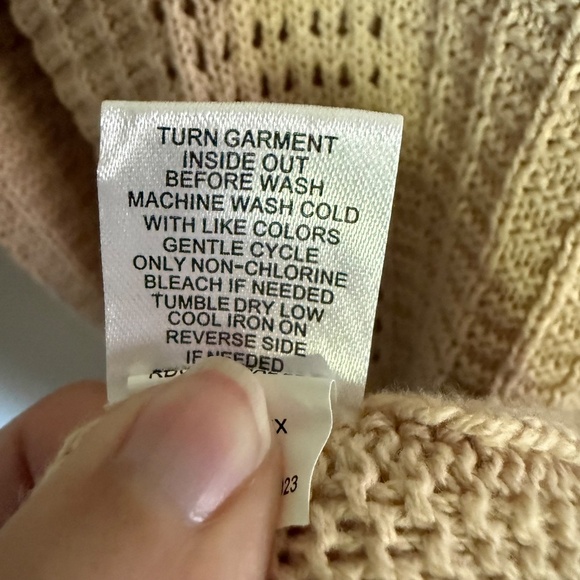 TURN GARMENT
INSIDE OUT
BEFORE WASH
MACHINE WASH COLD
WITH LIKE COLORS
GENTLE CYCLE
ONLY NON-CHLORINE
BLEACH IF NEEDED
TUMBLE DRY LOW
COOL IRON ON
REVERSE SIDE
IF NEEDED
X